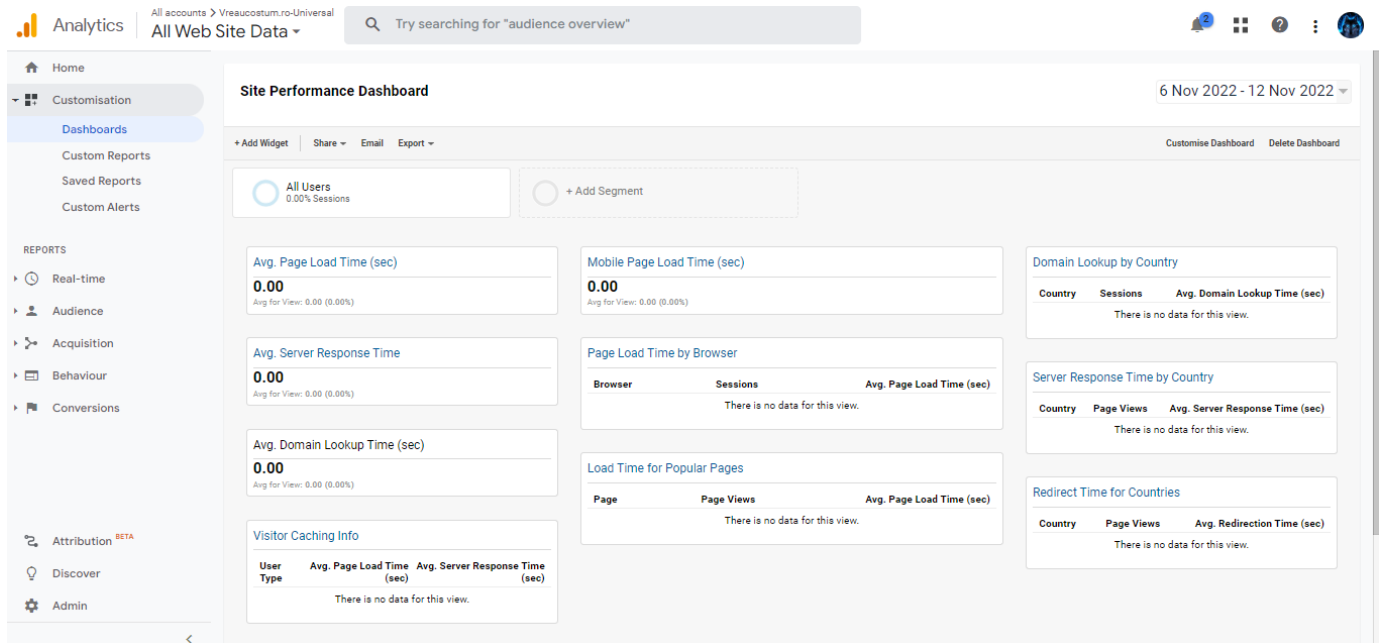 Analytics
All accounts > Vreaucostum.ro-Universal
All Web Site Data
Try searching for "audience overview"
2
Home
Customisation
Dashboards
Custom Reports
Saved Reports
Custom Alerts
REPORTS
Real-time
Audience
Acquisition
Behaviour
Conversions
Attribution BETA
Discover
Admin
Site Performance Dashboard
6 Nov 2022 - 12 Nov 2022
+ Add Widget Share Email Export Customise Dashboard Delete Dashboard
All Users
0.00% Sessions
+ Add Segment
Avg. Page Load Time (sec)
0.00
Avg for View: 0.00 (0.00%)
Avg. Server Response Time
0.00
Avg for View: 0.00 (0.00%)
Avg. Domain Lookup Time (sec)
0.00
Avg for View: 0.00 (0.00%)
Visitor Caching Info
User Type Avg. Page Load Time (sec) Avg. Server Response Time (sec)
There is no data for this view.
Mobile Page Load Time (sec)
0.00
Avg for View: 0.00 (0.00%)
Page Load Time by Browser
Browser Sessions Avg. Page Load Time (sec)
There is no data for this view.
Load Time for Popular Pages
Page Page Views Avg. Page Load Time (sec)
There is no data for this view.
Domain Lookup by Country
Country Sessions Avg. Domain Lookup Time (sec)
There is no data for this view.
Server Response Time by Country
Country Page Views Avg. Server Response Time (sec)
There is no data for this view.
Redirect Time for Countries
Country Page Views Avg. Redirection Time (sec)
There is no data for this view.